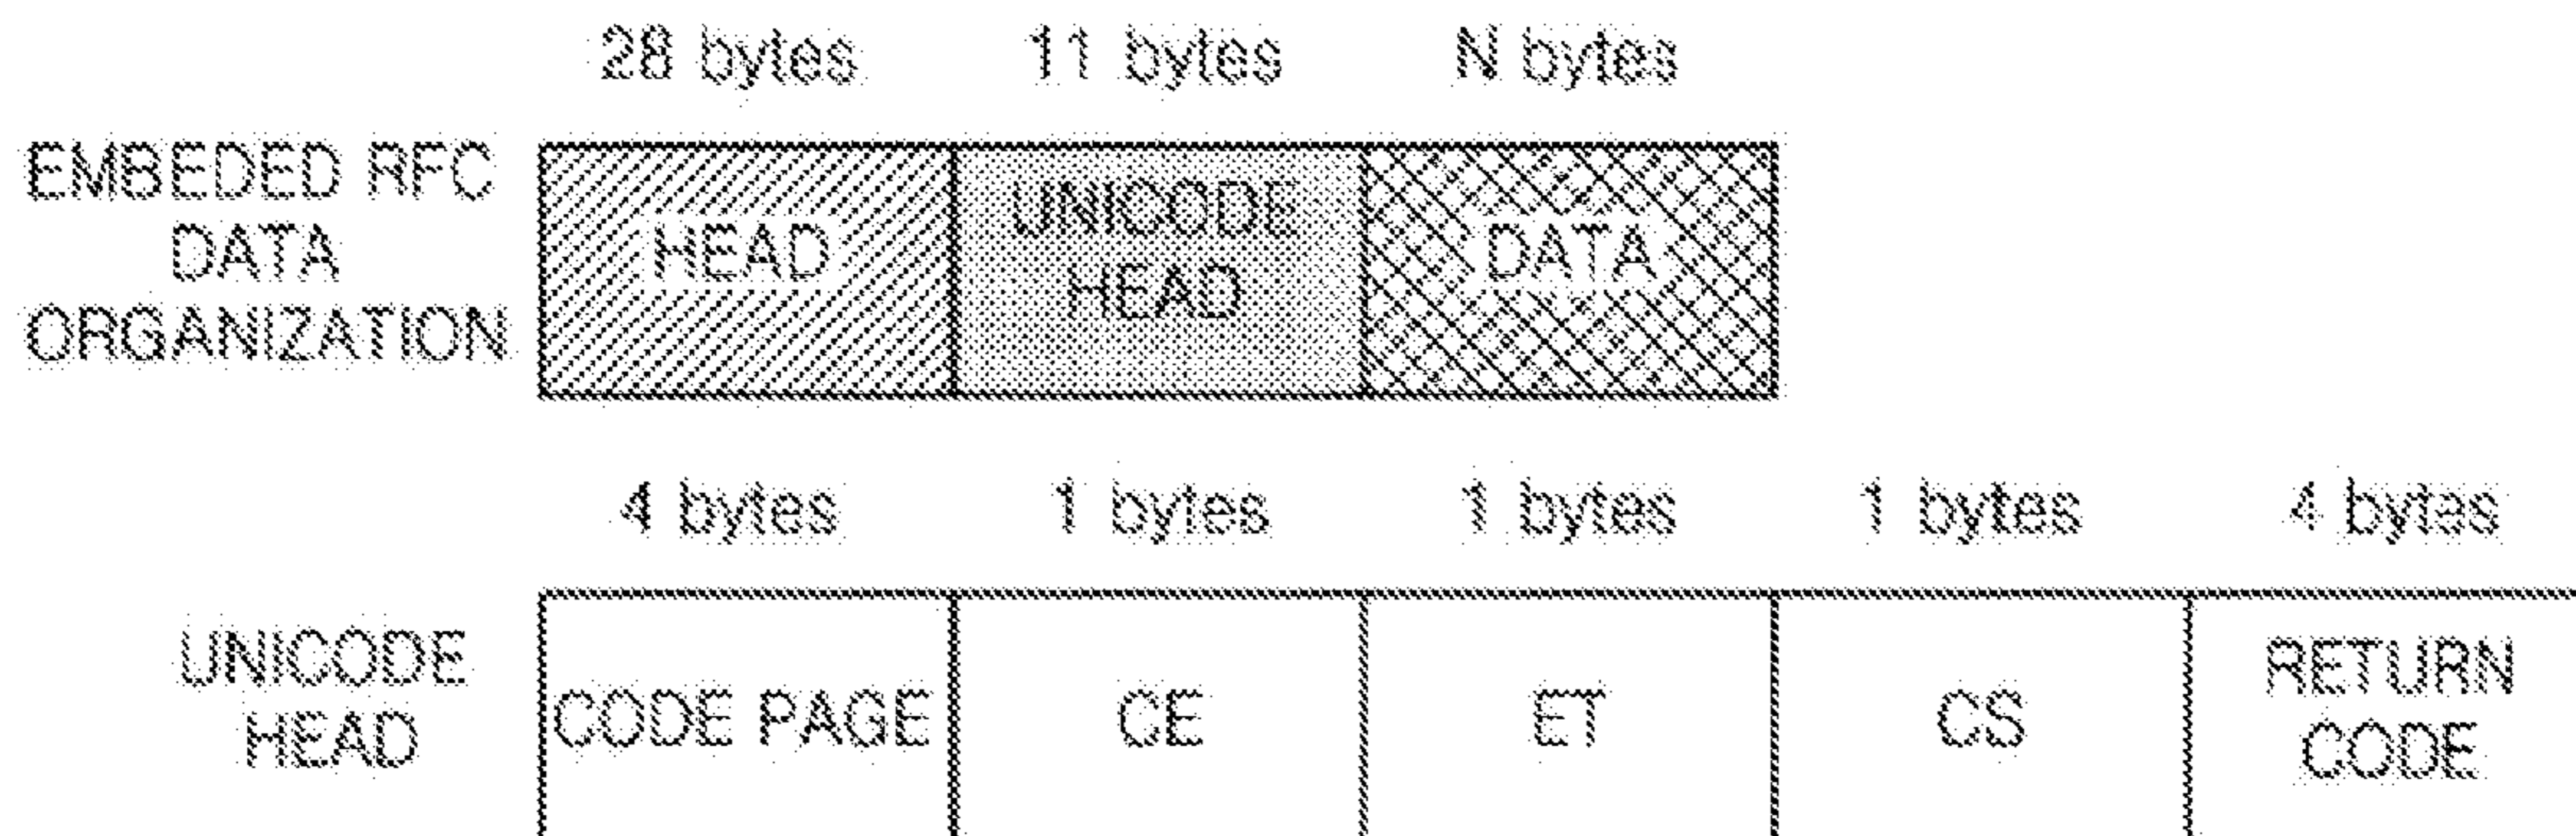 28 bytes 11 bytes N bytes
EMBEDED RFC
DATA
ORGANIZATION
HEAD
UNICODE
HEAD
DATA
4 bytes 1 bytes 1 bytes 1 bytes 4 bytes
UNICODE
HEAD
CODE PAGE
CE
ET
CS
RETURN
CODE